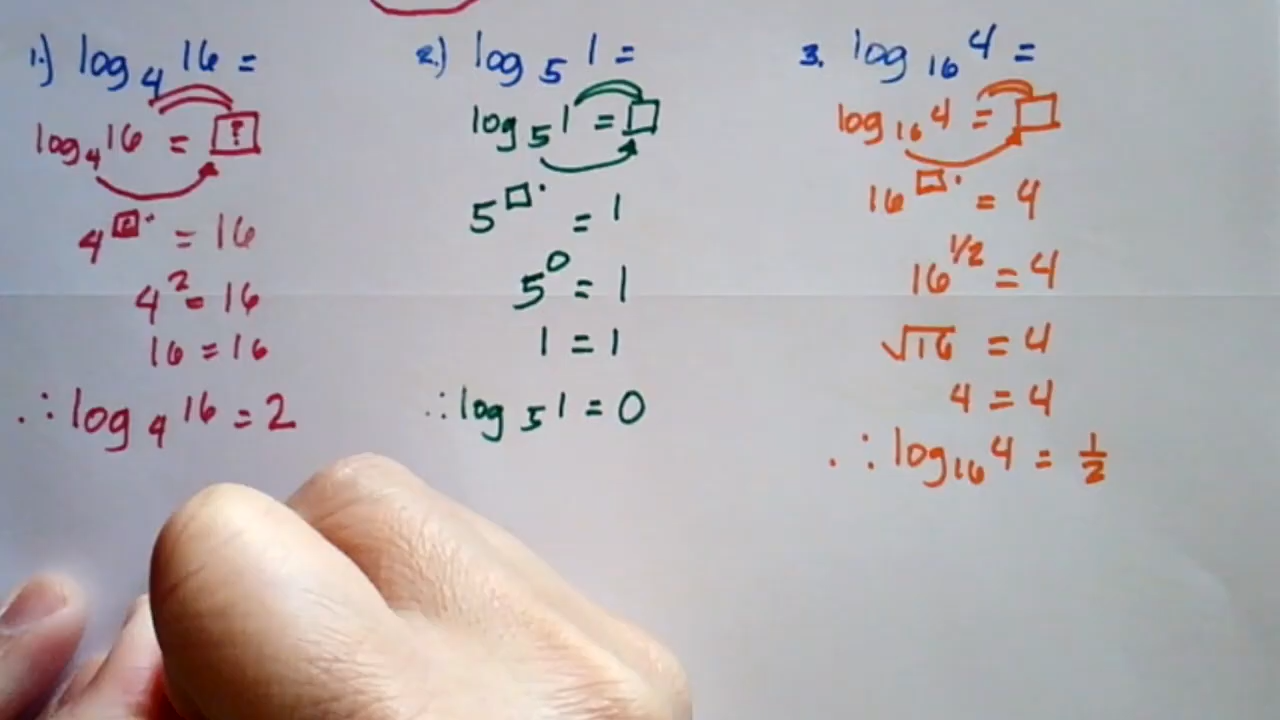 1.) log₄ 16 =
log₄ 16 = ?
4^? = 16
4² = 16
16 = 16
∴ log₄ 16 = 2
2.) log₅ 1 =
log₅ 1 = □
5^□ = 1
5⁰ = 1
1 = 1
∴ log₅ 1 = 0
3. log₁₆ 4 =
log₁₆ 4 = □
16^□ = 4
16^1/2 = 4
√16 = 4
4 = 4
∴ log₁₆ 4 = 1/2